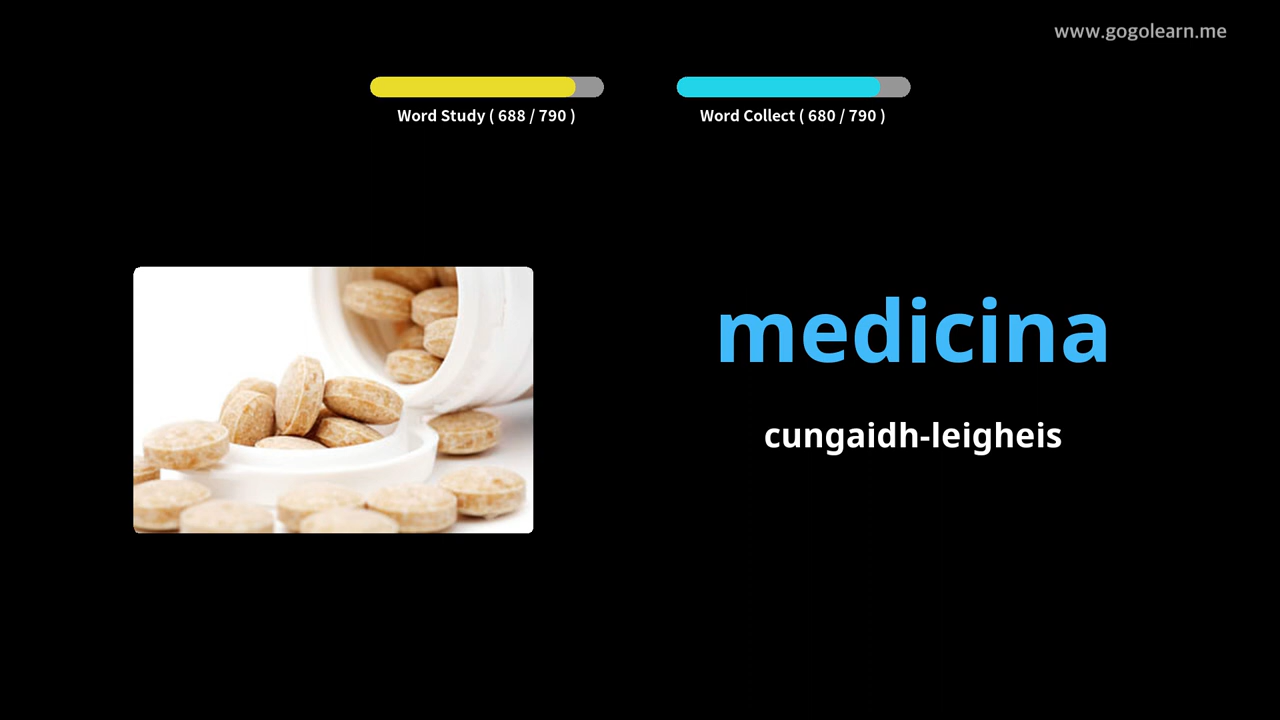 www.gogolearn.me
Word Study ( 688 / 790 )
Word Collect ( 680 / 790 )
medicina
cungaidh-leigheis